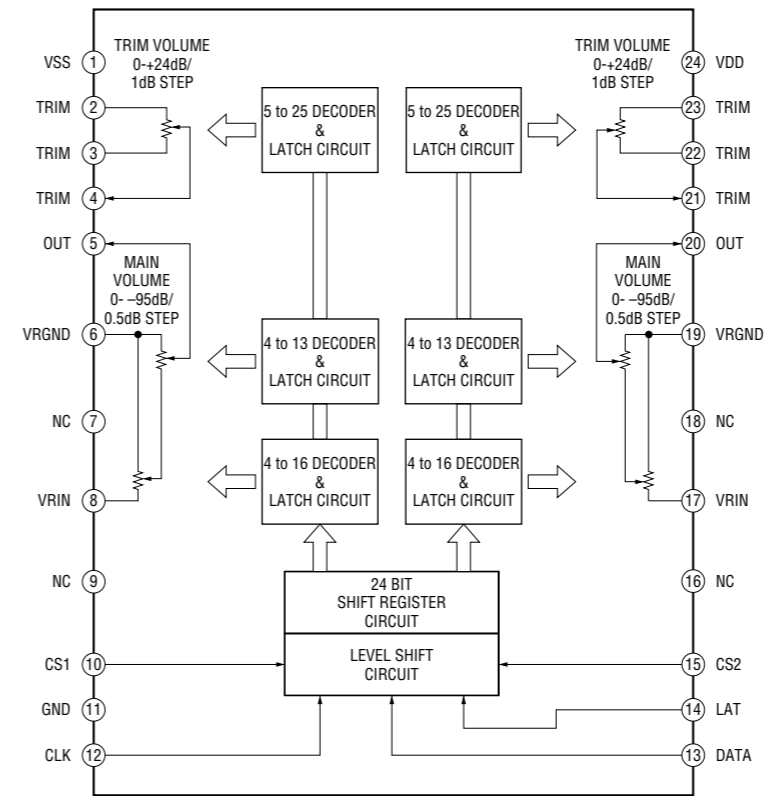 TRIM VOLUME
0-+24dB/
1dB STEP
TRIM VOLUME
0-+24dB/
1dB STEP
VSS 1
24 VDD
TRIM 2
23 TRIM
TRIM 3
22 TRIM
TRIM 4
21 TRIM
OUT 5
20 OUT
5 to 25 DECODER
&
LATCH CIRCUIT
5 to 25 DECODER
&
LATCH CIRCUIT
MAIN
VOLUME
0- –95dB/
0.5dB STEP
MAIN
VOLUME
0- –95dB/
0.5dB STEP
VRGND 6
19 VRGND
4 to 13 DECODER
&
LATCH CIRCUIT
4 to 13 DECODER
&
LATCH CIRCUIT
NC 7
18 NC
4 to 16 DECODER
&
LATCH CIRCUIT
4 to 16 DECODER
&
LATCH CIRCUIT
VRIN 8
17 VRIN
NC 9
16 NC
24 BIT
SHIFT REGISTER
CIRCUIT
LEVEL SHIFT
CIRCUIT
CS1 10
15 CS2
GND 11
14 LAT
CLK 12
13 DATA